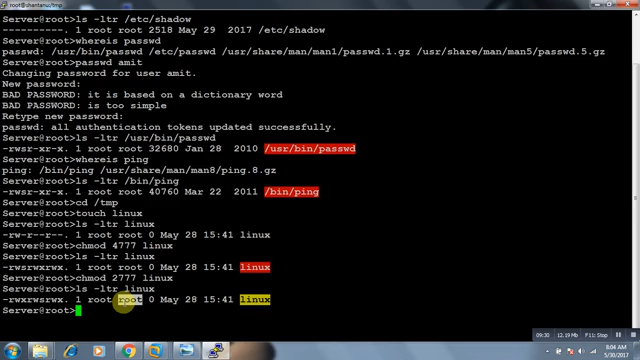 root@shantanu:/tmp
Server@root>ls -ltr /etc/shadow
----------. 1 root root 2518 May 29  2017 /etc/shadow
Server@root>whereis passwd
passwd: /usr/bin/passwd /etc/passwd /usr/share/man/man1/passwd.1.gz /usr/share/man/man5/passwd.5.gz
Server@root>passwd amit
Changing password for user amit.
New password:
BAD PASSWORD: it is based on a dictionary word
BAD PASSWORD: is too simple
Retype new password:
passwd: all authentication tokens updated successfully.
Server@root>ls -ltr /usr/bin/passwd
-rwsr-xr-x. 1 root root 32680 Jan 28  2010 /usr/bin/passwd
Server@root>whereis ping
ping: /bin/ping /usr/share/man/man8/ping.8.gz
Server@root>ls -ltr /bin/ping
-rwsr-xr-x. 1 root root 40760 Mar 22  2011 /bin/ping
Server@root>cd /tmp
Server@root>touch linux
Server@root>ls -ltr linux
-rw-r--r--. 1 root root 0 May 28 15:41 linux
Server@root>chmod 4777 linux
Server@root>ls -ltr linux
-rwsrwxrwx. 1 root root 0 May 28 15:41 linux
Server@root>chmod 2777 linux
Server@root>ls -ltr linux
-rwxrwsrwx. 1 root root 0 May 28 15:41 linux
Server@root>
09:30 12.19 Mb F11: Close
8:04 AM
5/30/2017